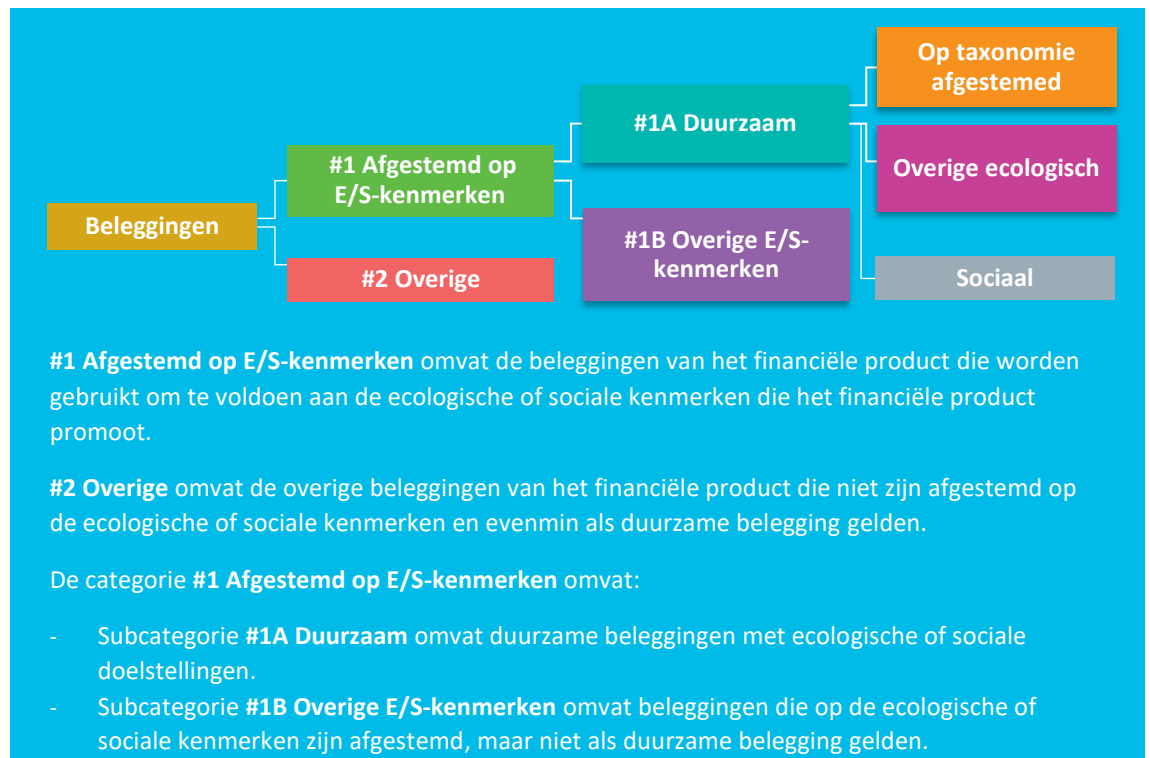 Op taxonomie
afgestemed
#1A Duurzaam
#1 Afgestemd op
E/S-kenmerken
Overige ecologisch
Beleggingen
#1B Overige E/S-
kenmerken
#2 Overige
Sociaal
#1 Afgestemd op E/S-kenmerken omvat de beleggingen van het financiële product die worden
gebruikt om te voldoen aan de ecologische of sociale kenmerken die het financiële product
promoot.
#2 Overige omvat de overige beleggingen van het financiële product die niet zijn afgestemd op
de ecologische of sociale kenmerken en evenmin als duurzame belegging gelden.
De categorie #1 Afgestemd op E/S-kenmerken omvat:
- Subcategorie #1A Duurzaam omvat duurzame beleggingen met ecologische of sociale
doelstellingen.
- Subcategorie #1B Overige E/S-kenmerken omvat beleggingen die op de ecologische of
sociale kenmerken zijn afgestemd, maar niet als duurzame belegging gelden.